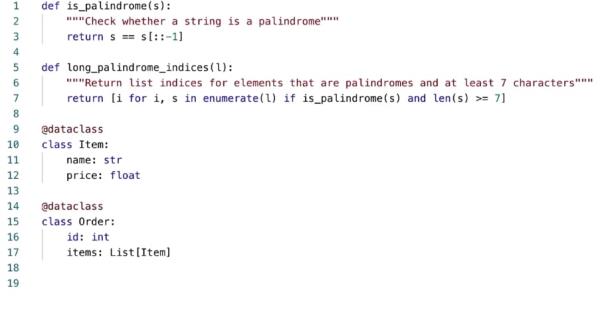 1 def is_palindrome(s):
2     """Check whether a string is a palindrome"""
3     return s == s[::-1]
4
5 def long_palindrome_indices(l):
6     """Return list indices for elements that are palindromes and at least 7 characters"""
7     return [i for i, s in enumerate(l) if is_palindrome(s) and len(s) >= 7]
8
9 @dataclass
10 class Item:
11     name: str
12     price: float
13
14 @dataclass
15 class Order:
16     id: int
17     items: List[Item]
18
19